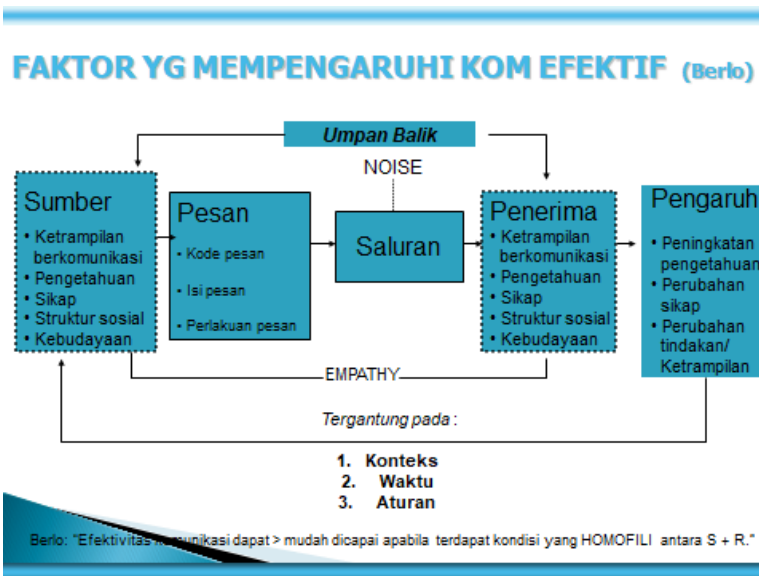 FAKTOR YG MEMPENGARUHI KOM EFEKTIF (Berlo)
Umpan Balik
NOISE
Sumber
• Ketrampilan
berkomunikasi
• Pengetahuan
• Sikap
• Struktur sosial
• Kebudayaan
Pesan
• Kode pesan
• Isi pesan
• Perlakuan pesan
Saluran
Penerima
• Ketrampilan
berkomunikasi
• Pengetahuan
• Sikap
• Struktur sosial
• Kebudayaan
Pengaruh
• Peningkatan
pengetahuan
• Perubahan
sikap
• Perubahan
tindakan/
Ketrampilan
EMPATHY
Tergantung pada :
1. Konteks
2. Waktu
3. Aturan
Berlo: "Efektivitas komunikasi dapat > mudah dicapai apabila terdapat kondisi yang HOMOFILI antara S + R."